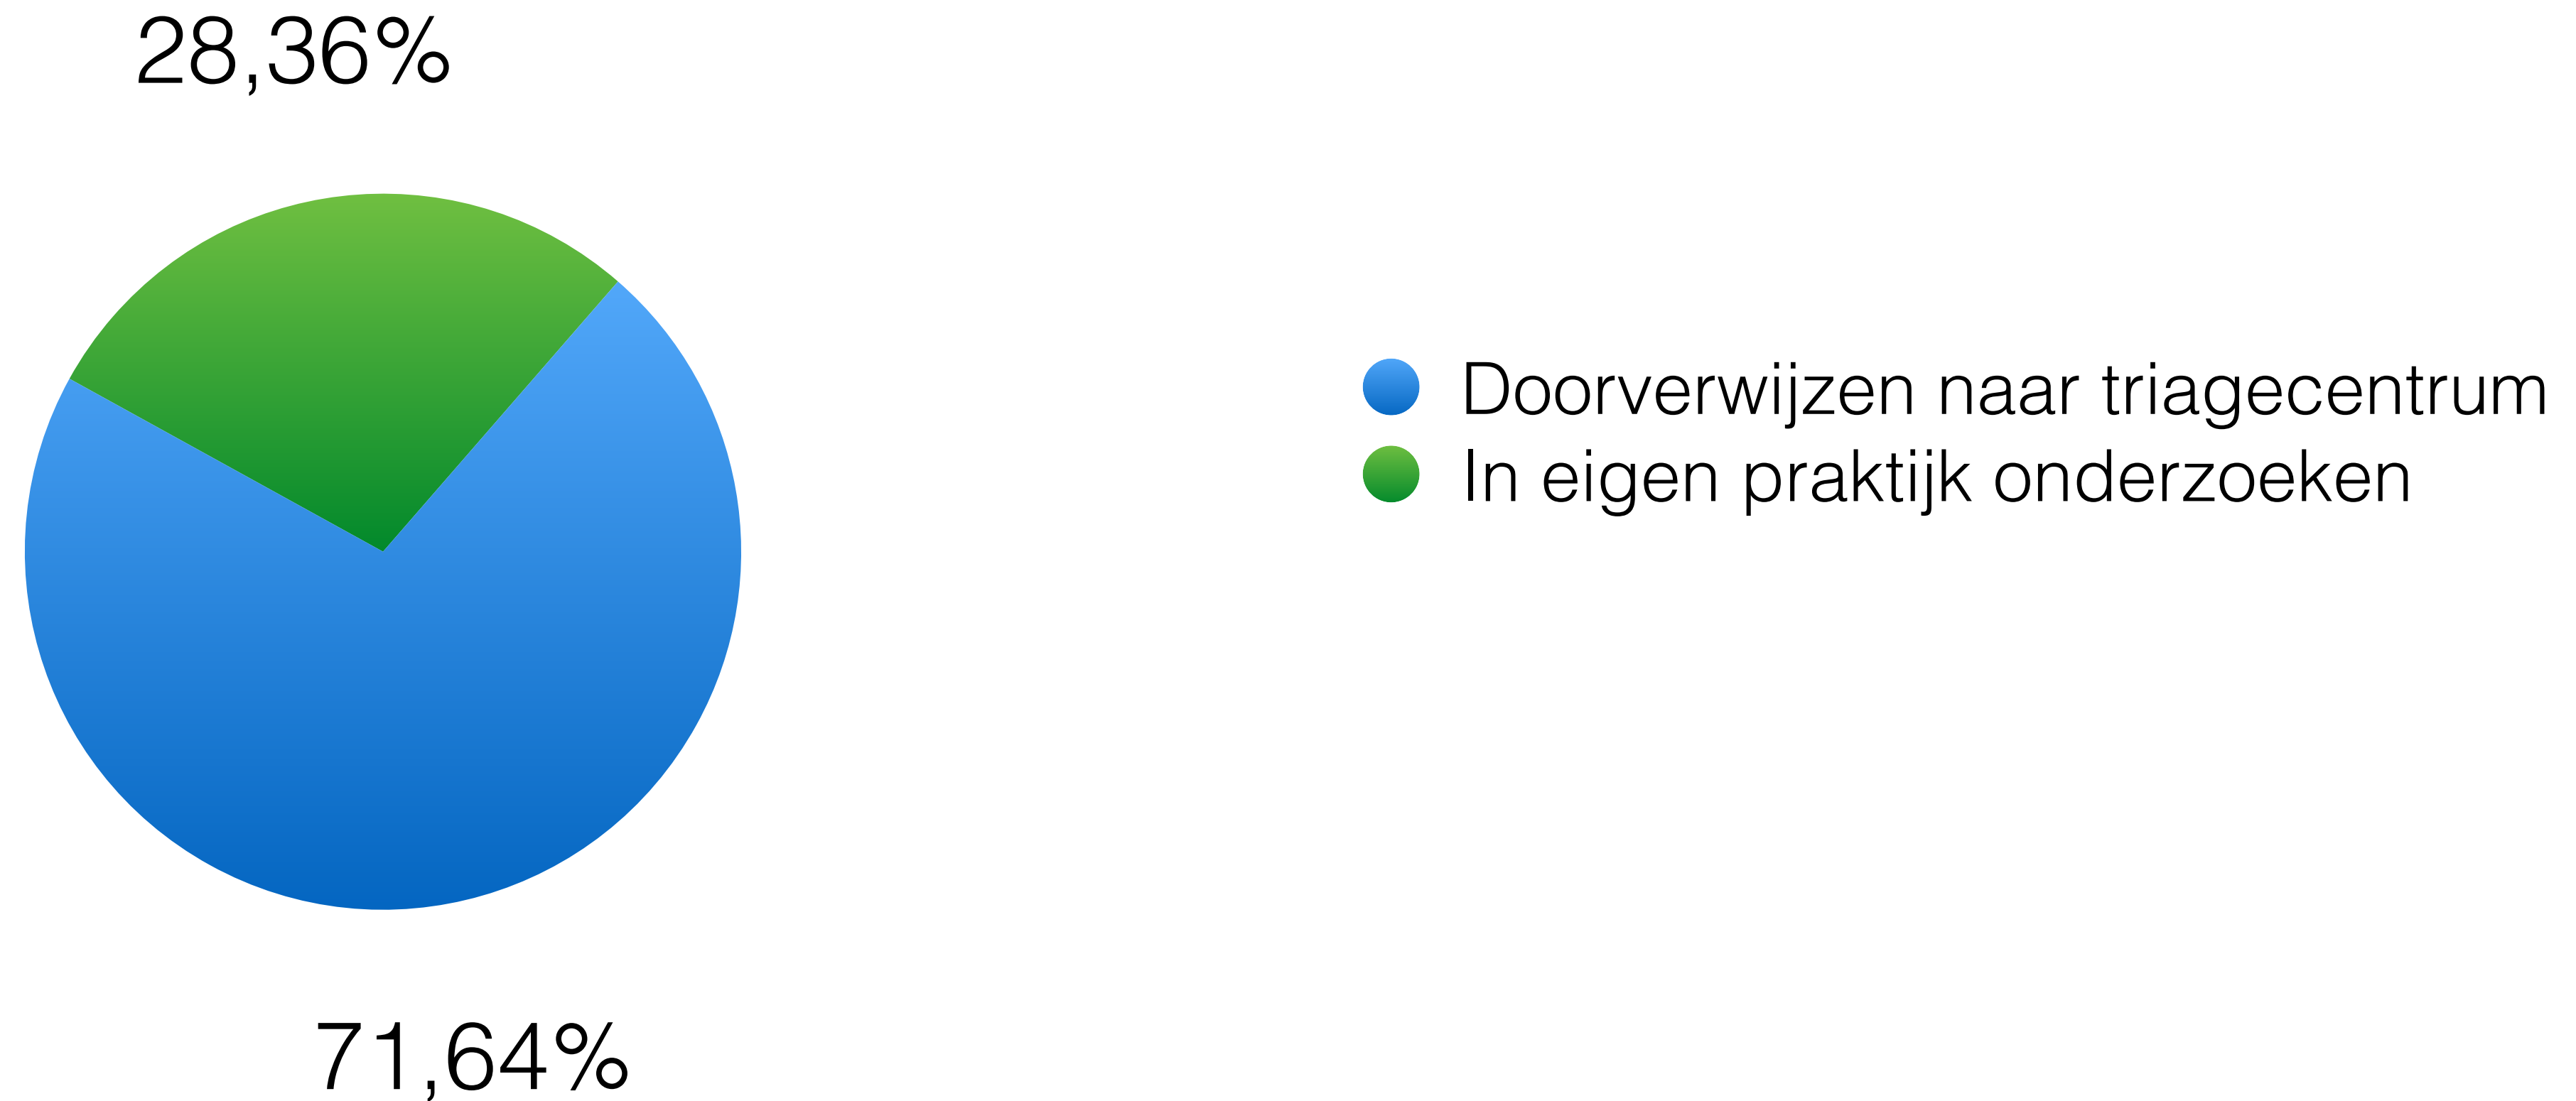 28,36%
Doorverwijzen naar triagecentrum
In eigen praktijk onderzoeken
71,64%